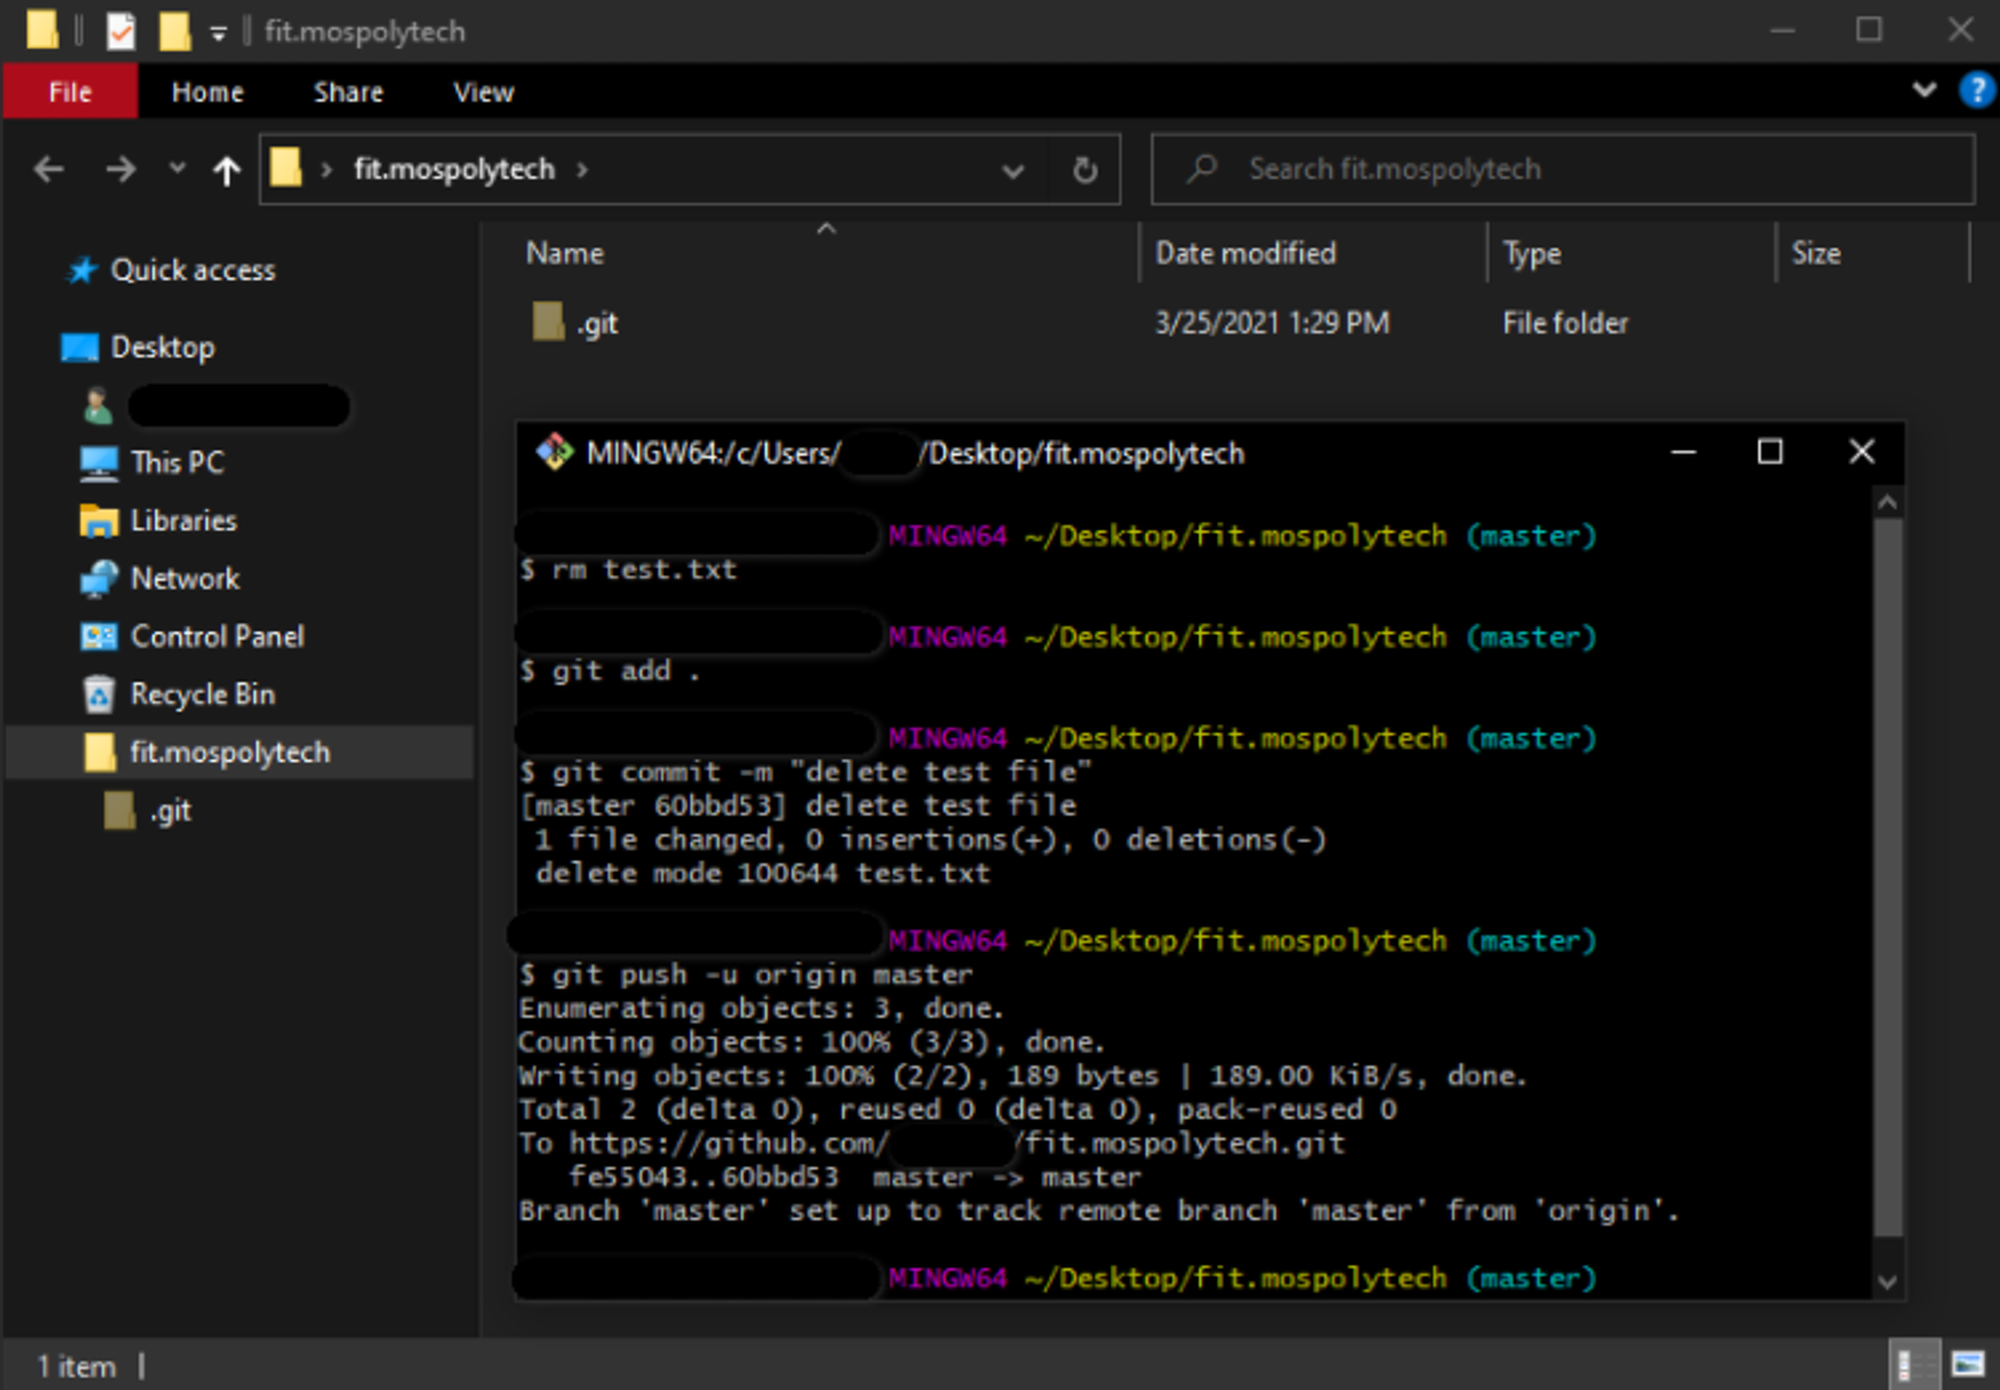 fit.mospolytech
File Home Share View
fit.mospolytech
Search fit.mospolytech
Name Date modified Type Size
.git 3/25/2021 1:29 PM File folder
Quick access
Desktop
This PC
Libraries
Network
Control Panel
Recycle Bin
fit.mospolytech
.git
MINGW64:/c/Users/ /Desktop/fit.mospolytech
MINGW64 ~/Desktop/fit.mospolytech (master)
$ rm test.txt
MINGW64 ~/Desktop/fit.mospolytech (master)
$ git add .
MINGW64 ~/Desktop/fit.mospolytech (master)
$ git commit -m "delete test file"
[master 60bbd53] delete test file
1 file changed, 0 insertions(+), 0 deletions(-)
delete mode 100644 test.txt
MINGW64 ~/Desktop/fit.mospolytech (master)
$ git push -u origin master
Enumerating objects: 3, done.
Counting objects: 100% (3/3), done.
Writing objects: 100% (2/2), 189 bytes | 189.00 KiB/s, done.
Total 2 (delta 0), reused 0 (delta 0), pack-reused 0
To https://github.com/ /fit.mospolytech.git
fe55043..60bbd53 master -> master
Branch 'master' set up to track remote branch 'master' from 'origin'.
MINGW64 ~/Desktop/fit.mospolytech (master)
1 item